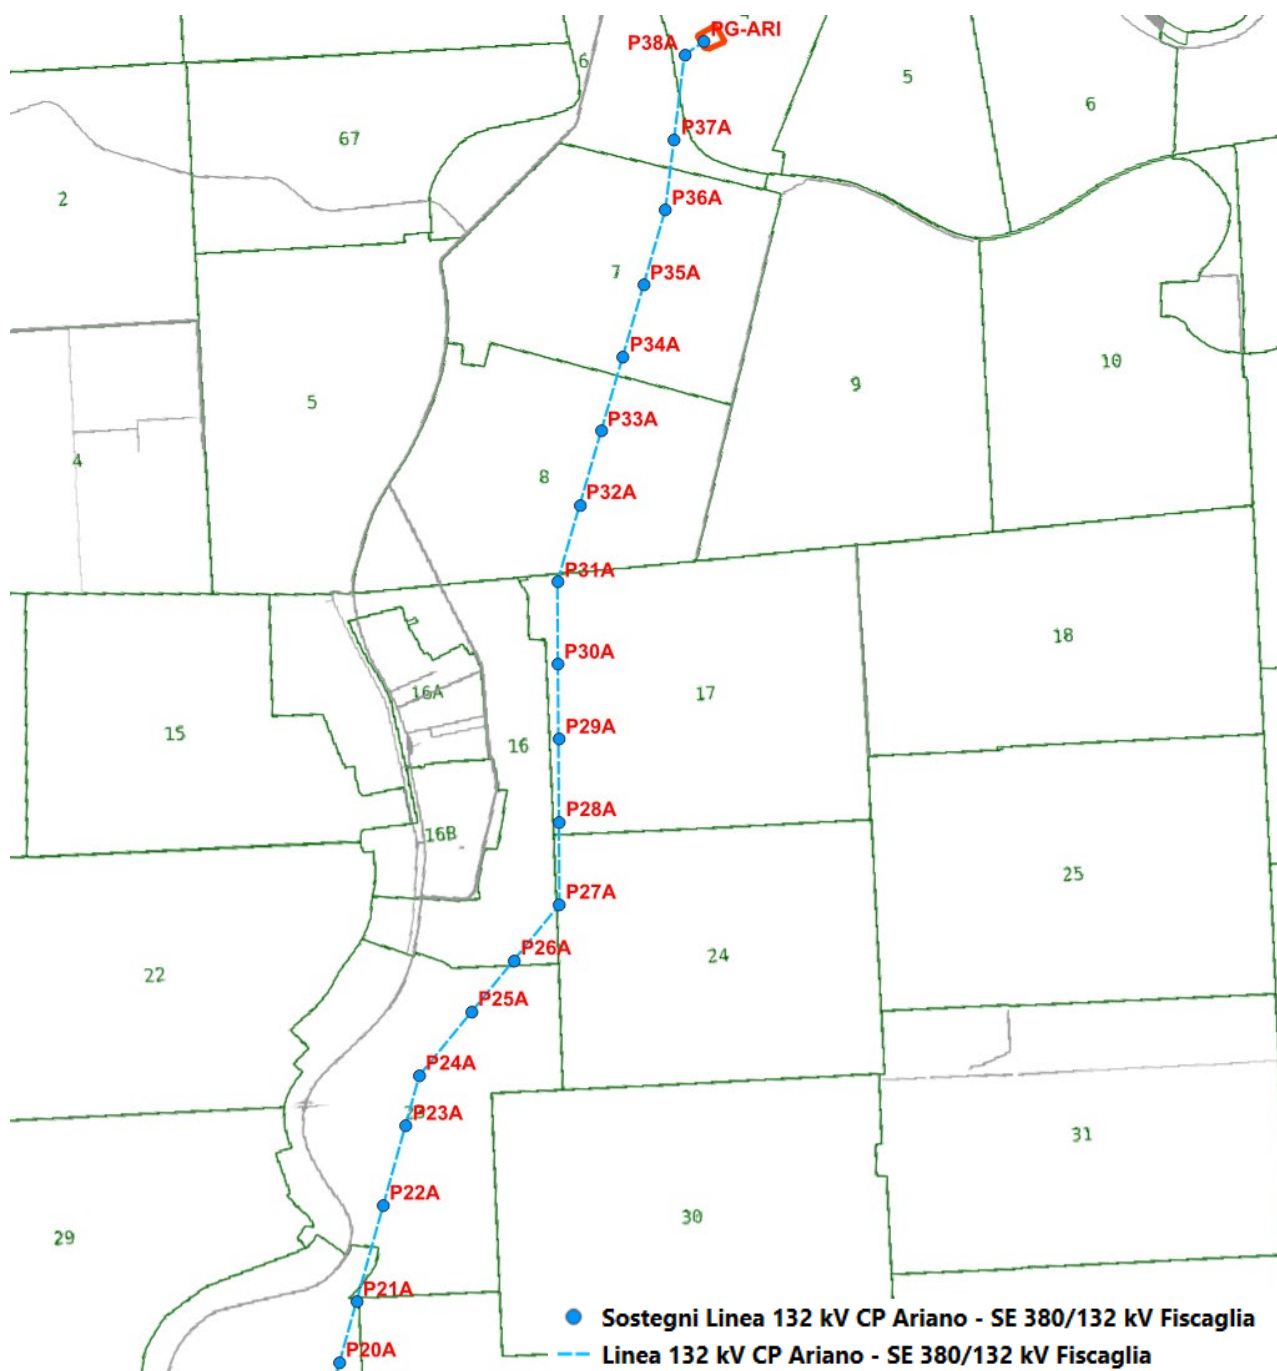 PG-ARI
P38A
6
5
6
67
P37A
2
P36A
7
P35A
P34A
10
9
5
P33A
4
8
P32A
P31A
18
P30A
16A
17
15
16
P29A
P28A
16B
25
P27A
P26A
24
22
P25A
P24A
P23A
31
P22A
30
29
P21A
Sostegni Linea 132 kV CP Ariano - SE 380/132 kV Fiscaglia
P20A
Linea 132 kV CP Ariano - SE 380/132 kV Fiscaglia